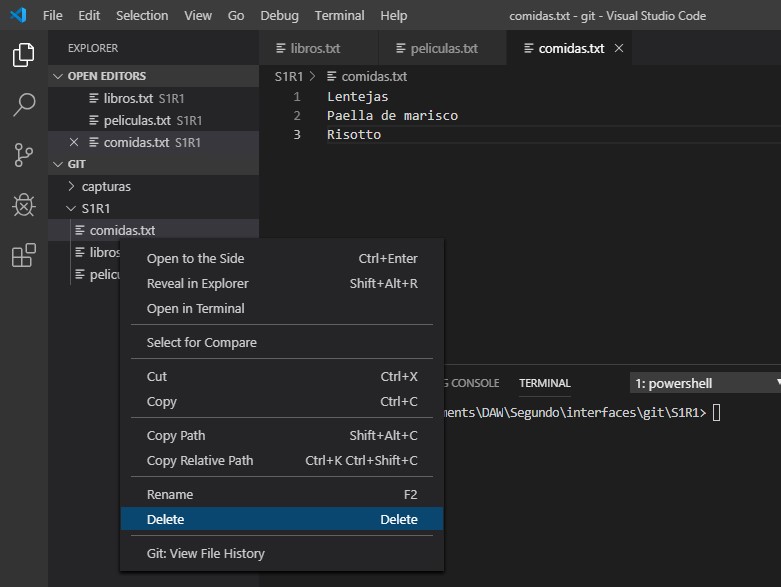 File Edit Selection View Go Debug Terminal Help comidas.txt - git - Visual Studio Code
EXPLORER
OPEN EDITORS
libros.txt S1R1
peliculas.txt S1R1
comidas.txt S1R1
GIT
capturas
S1R1
comidas.txt
libros
pelicu
libros.txt peliculas.txt comidas.txt
S1R1 > comidas.txt
1 Lentejas
2 Paella de marisco
3 Risotto
Open to the Side Ctrl+Enter
Reveal in Explorer Shift+Alt+R
Open in Terminal
Select for Compare
Cut Ctrl+X
Copy Ctrl+C
Copy Path Shift+Alt+C
Copy Relative Path Ctrl+K Ctrl+Shift+C
Rename F2
Delete Delete
Git: View File History
G CONSOLE TERMINAL 1: powershell
ments\DAW\Segundo\interfaces\git\S1R1>